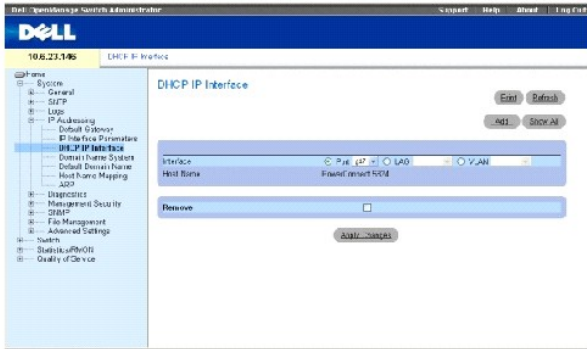 Dell OpenManage Switch Administrator
Support Help About Log Out
DELL
10.6.23.146 DHCP IP Interface
Home
System
General
SNTP
Logs
IP Addressing
Default Gateway
IP Interface Parameters
DHCP IP Interface
Domain Name System
Default Domain Name
Host Name Mapping
ARP
Diagnostics
Management Security
SNMP
File Management
Advanced Settings
Switch
Statistics/RMON
Quality of Service
DHCP IP Interface
Print Refresh
Add Show All
Interface Port LAG VLAN
Host Name PowerConnect
Remove
Apply Changes